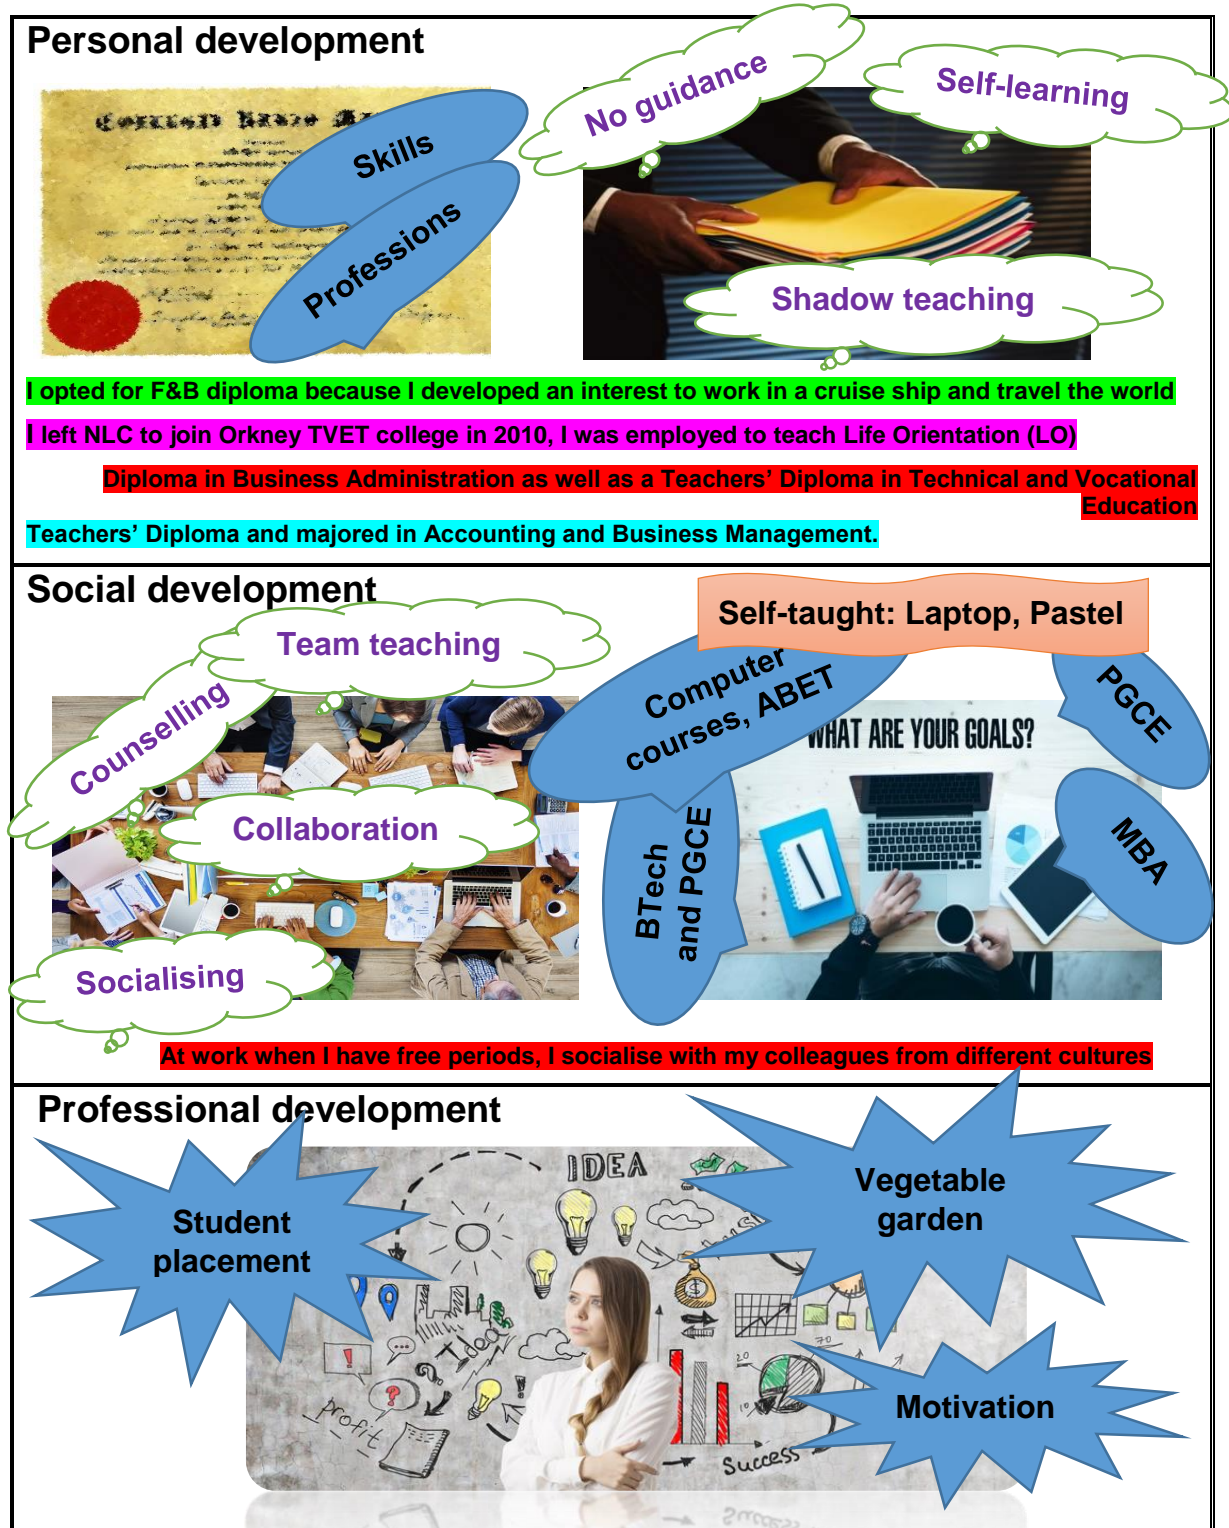 Personal development
No guidance
Self-learning
Skills
Professions
Shadow teaching
I opted for F&B diploma because I developed an interest to work in a cruise ship and travel the world
I left NLC to join Orkney TVET college in 2010, I was employed to teach Life Orientation (LO)
Diploma in Business Administration as well as a Teachers' Diploma in Technical and Vocational
Education
Teachers' Diploma and majored in Accounting and Business Management.
Social development
Self-taught: Laptop, Pastel
Team teaching
Counselling
Collaboration
Socialising
Computer
courses, ABET
PGCE
WHAT ARE YOUR GOALS?
BTech
and PGCE
MBA
At work when I have free periods, I socialise with my colleagues from different cultures
Professional development
Student
placement
Vegetable
garden
Motivation
IDEA
Idea
profit
20
70
10
Success